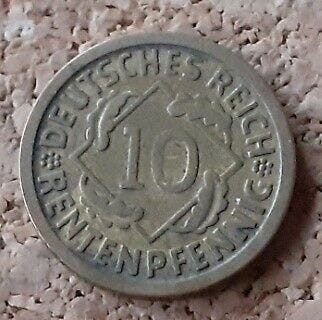 DEUTSCHES REICH
10
RENTENPFENNIG